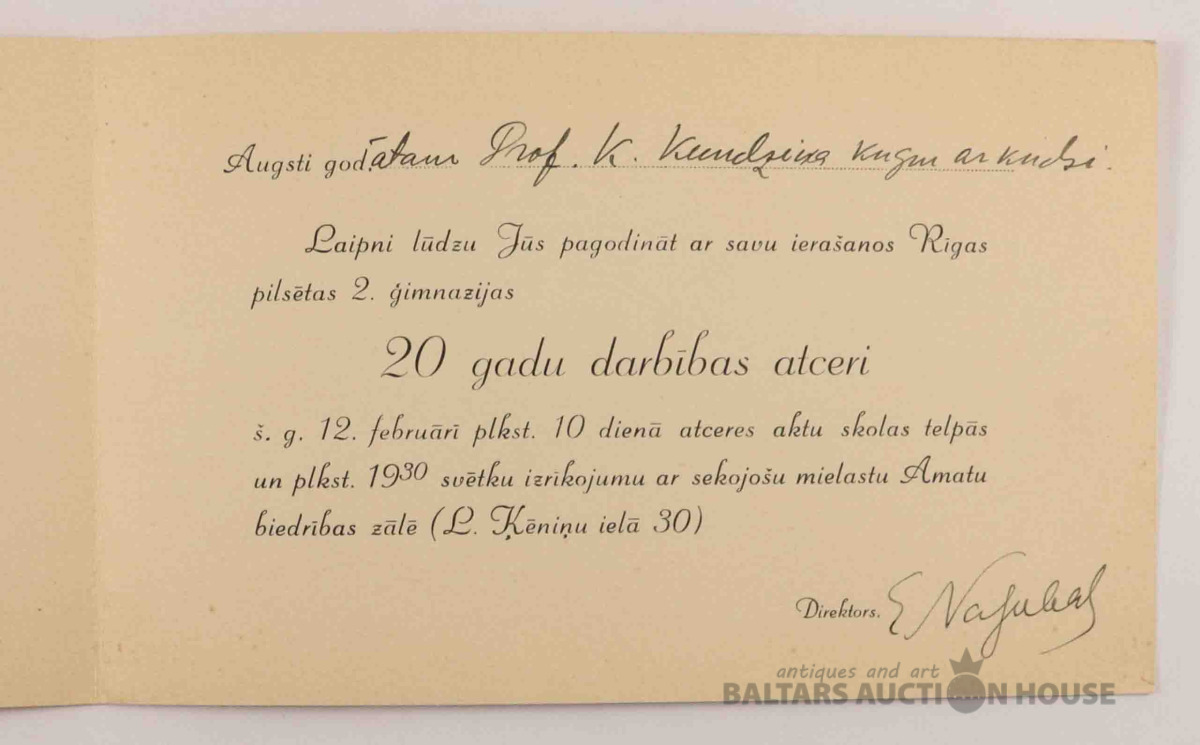 Augsti godātam Prof. K. Kundziņa kungm ar kundzi.
Laipni lūdzu Jūs pagodināt ar savu ierašanos Rīgas
pilsētas 2. ģimnazijas
20 gadu darbības atceri
š. g. 12. februārī plkst. 10 dienā atceres aktu skolas telpās
un plkst. 19³⁰ svētku izrīkojumu ar sekojošu mielastu Amatu
biedrības zālē (L. Ķēniņu ielā 30)
Direktors.
antiques and art
BALTARS AUCTION HOUSE